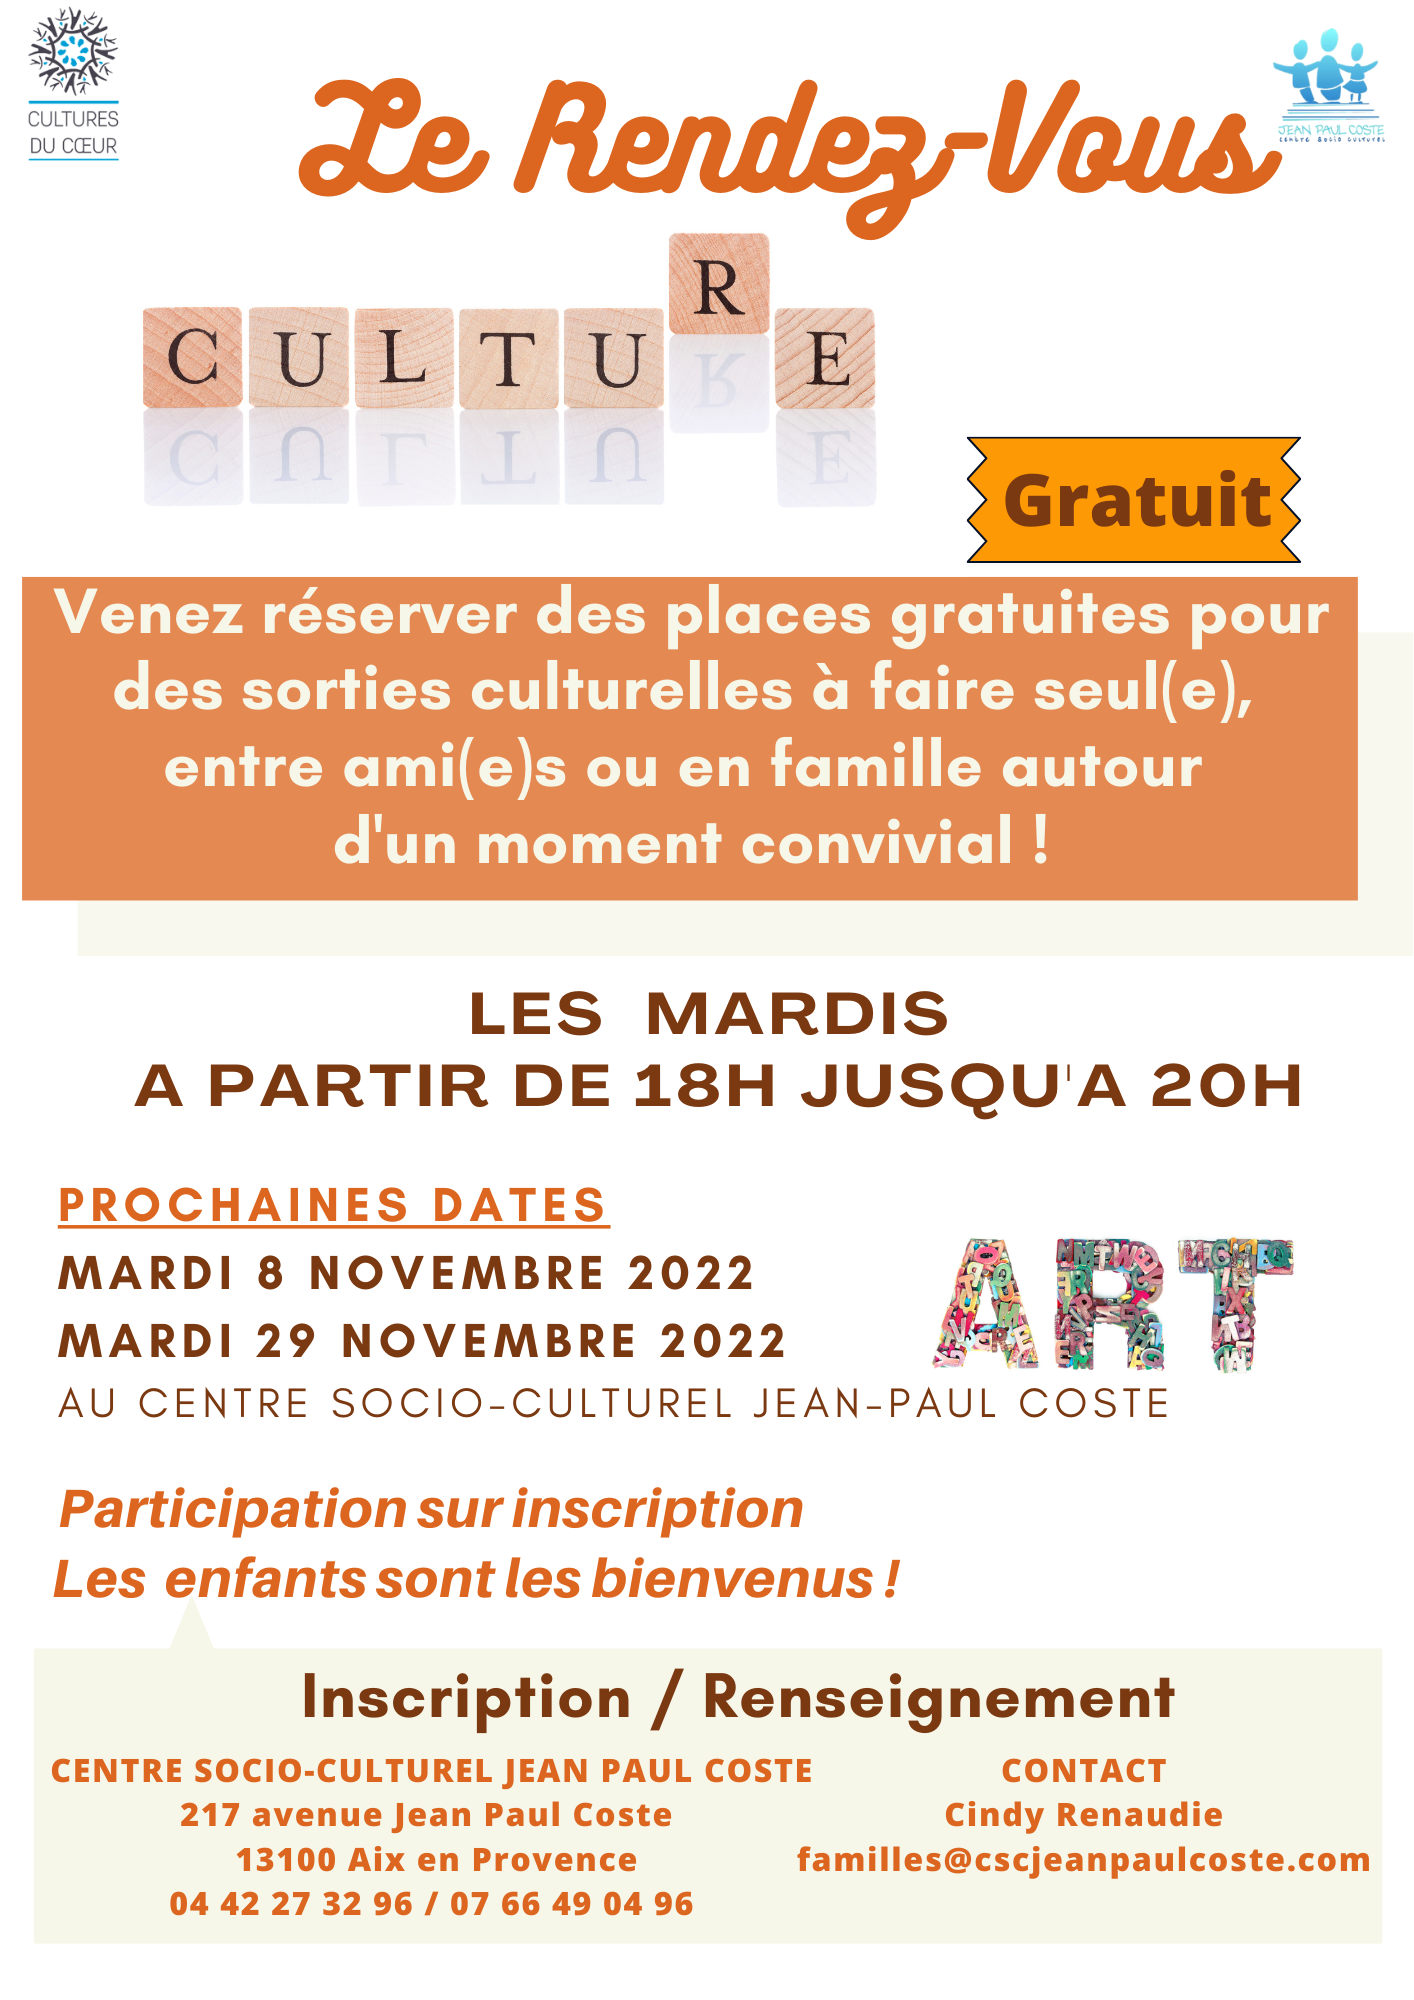 CULTURES
DU CŒUR
JEAN PAUL COSTE
centre socio culturel
Le Rendez-Vous
CULTURE
Gratuit
Venez réserver des places gratuites pour
des sorties culturelles à faire seul(e),
entre ami(e)s ou en famille autour
d'un moment convivial !
LES MARDIS
A PARTIR DE 18H JUSQU'A 20H
PROCHAINES DATES
MARDI 8 NOVEMBRE 2022
MARDI 29 NOVEMBRE 2022
AU CENTRE SOCIO-CULTUREL JEAN-PAUL COSTE
ART
Participation sur inscription
Les enfants sont les bienvenus !
Inscription / Renseignement
CENTRE SOCIO-CULTUREL JEAN PAUL COSTE
217 avenue Jean Paul Coste
13100 Aix en Provence
04 42 27 32 96 / 07 66 49 04 96
CONTACT
Cindy Renaudie
familles@cscjeanpaulcoste.com